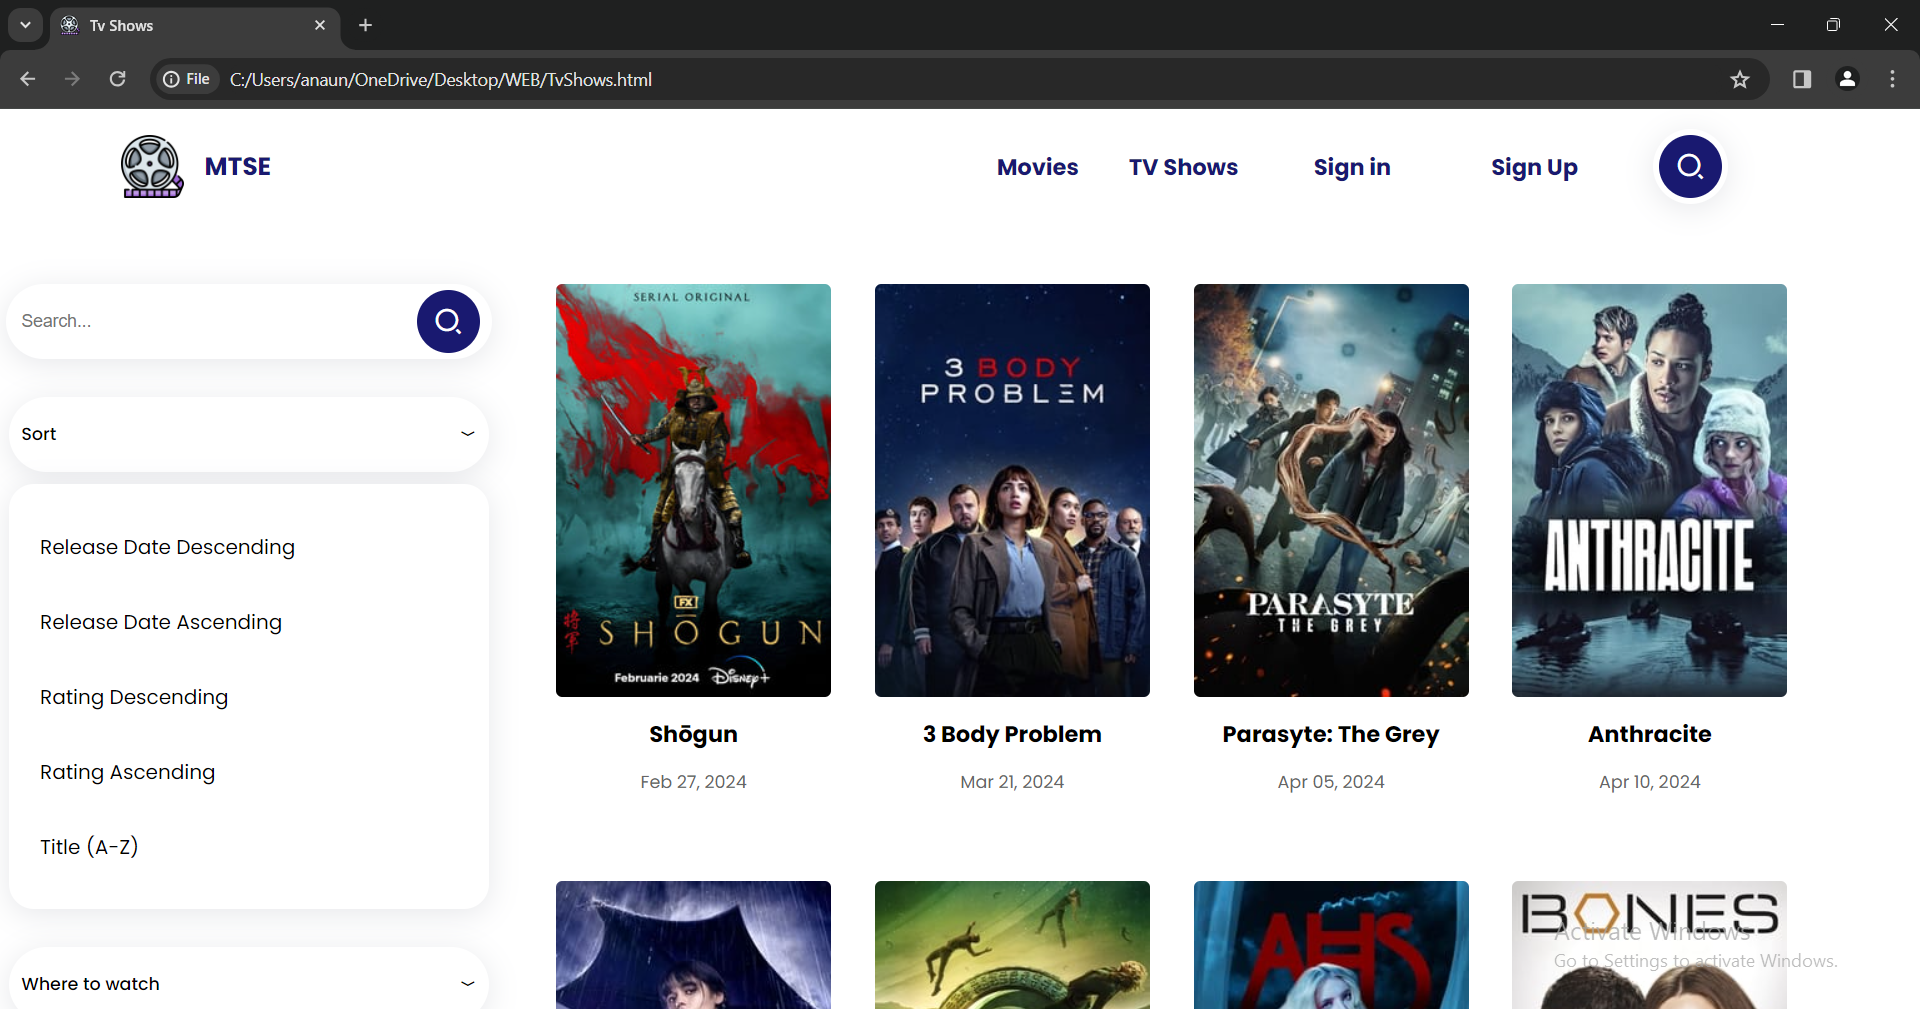 Tv Shows
File
C:/Users/anaun/OneDrive/Desktop/WEB/TvShows.html
MTSE
Movies
TV Shows
Sign in
Sign Up
Search...
Sort
Release Date Descending
Release Date Ascending
Rating Descending
Rating Ascending
Title (A-Z)
Where to watch
SERIAL ORIGINAL
FX
将軍
SHŌGUN
Februarie 2024 Disney+
3 BODY
PROBLEM
PARASYTE
THE GREY
ANTHRACITE
Shōgun
3 Body Problem
Parasyte: The Grey
Anthracite
Feb 27, 2024
Mar 21, 2024
Apr 05, 2024
Apr 10, 2024
AHS
BONES
Activate Windows
Go to Settings to activate Windows.